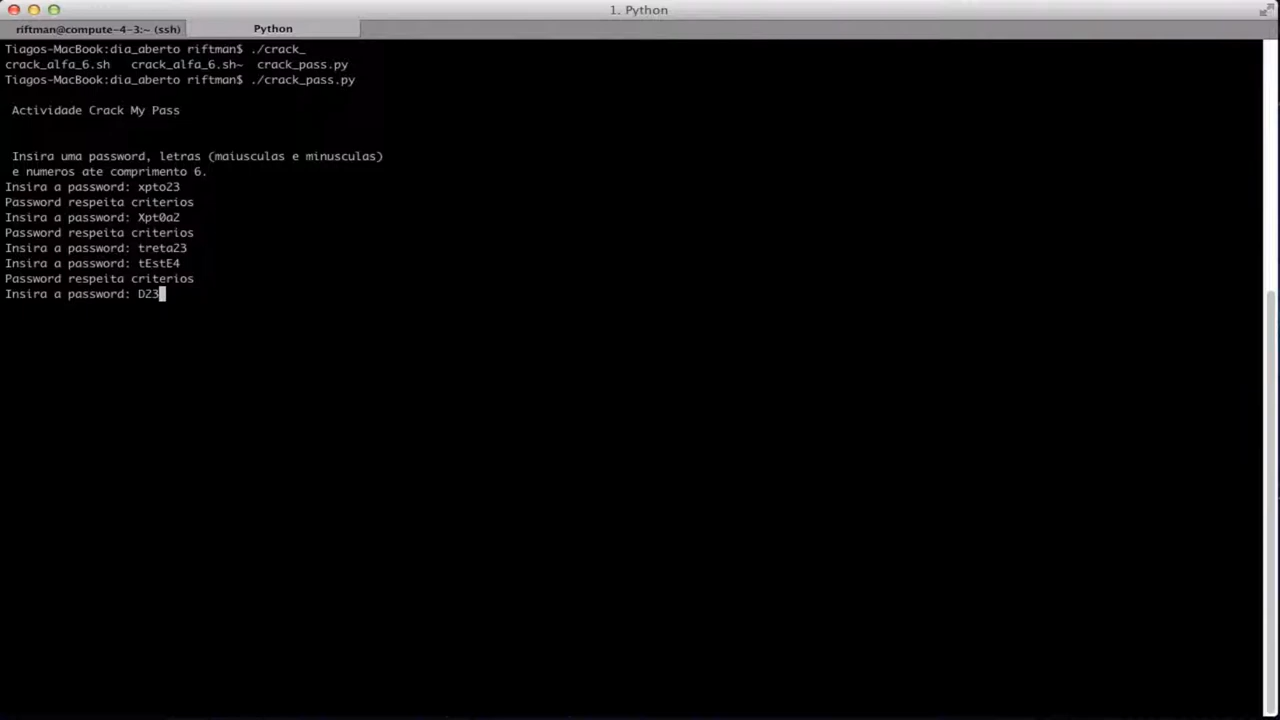 1. Python
riftman@compute-4-3:~ (ssh)
Python
Tiagos-MacBook:dia_aberto riftman$ ./crack_
crack_alfa_6.sh   crack_alfa_6.sh~  crack_pass.py
Tiagos-MacBook:dia_aberto riftman$ ./crack_pass.py
Actividade Crack My Pass
Insira uma password, letras (maiusculas e minusculas)
e numeros ate comprimento 6.
Insira a password: xpto23
Password respeita criterios
Insira a password: Xpt0a2
Password respeita criterios
Insira a password: treta23
Insira a password: tEstE4
Password respeita criterios
Insira a password: D23